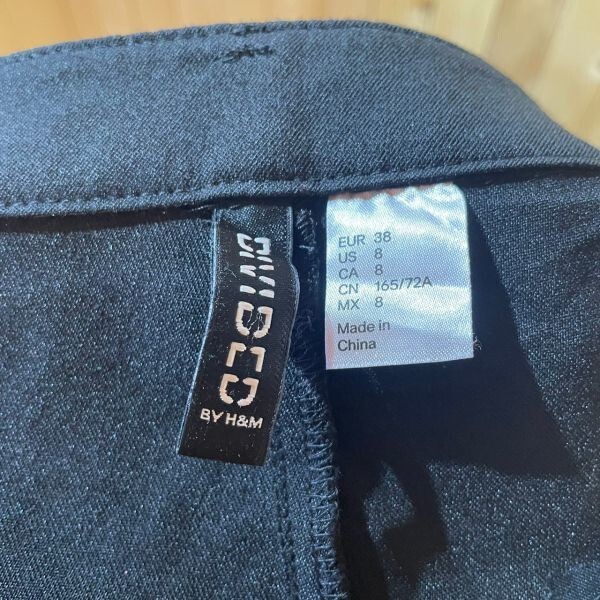 DIVIDED
BY H&M
EUR 38
US 8
CA 8
CN 165/72A
MX 8
Made in
China